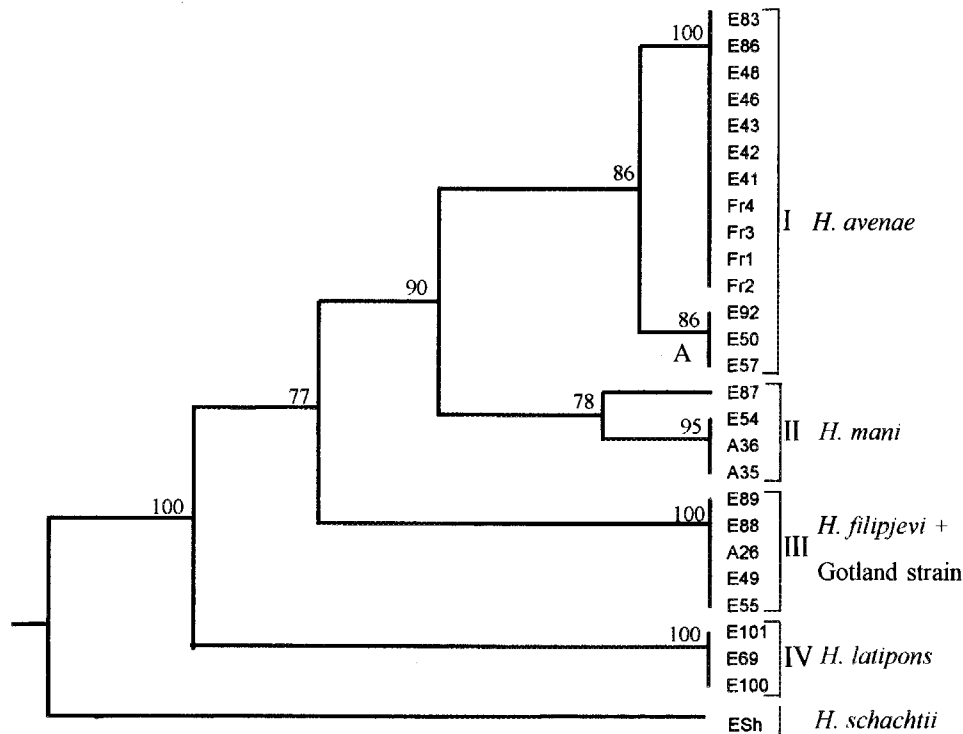 E83
100
E86
E48
E46
E43
E42
86
E41
Fr4
I H. avenae
Fr3
Fr1
90
Fr2
E92
86
E50
A
E57
77
E87
78
E54
95
II H. mani
A36
A35
100
E89
100
E88
H. filipjevi +
III
A26
Gotland strain
E49
E55
100
E101
E69
IV H. latipons
E100
ESh
H. schachtii